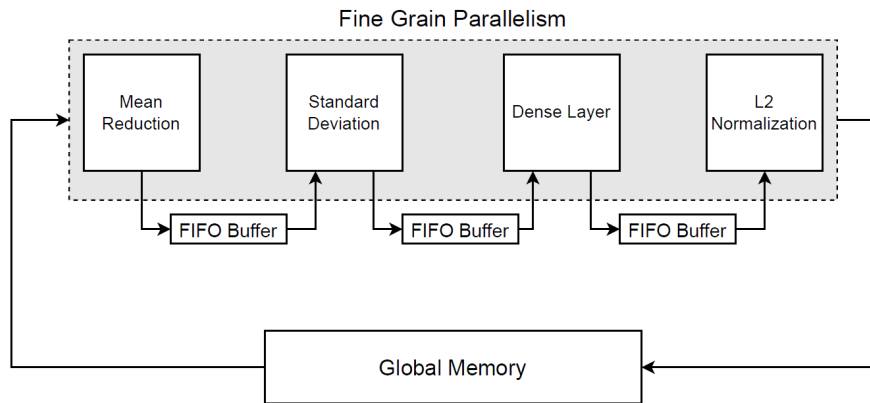 Fine Grain Parallelism
Mean
Reduction
Standard
Deviation
Dense Layer
L2
Normalization
FIFO Buffer
FIFO Buffer
FIFO Buffer
Global Memory